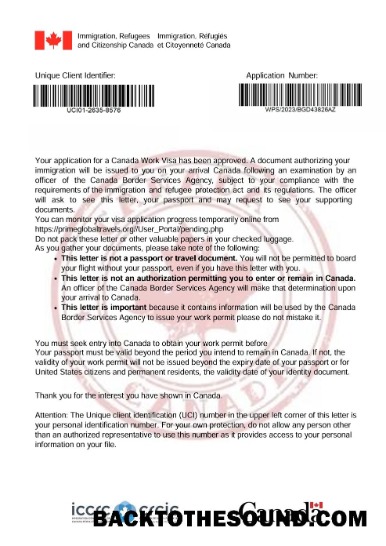 Immigration, Refugees Immigration, Réfugiés
and Citizenship Canada et Citoyenneté Canada
Unique Client Identifier: Application Number:
UCI01-2835-9576 WPS/2023/BGD43826AZ
Your application for a Canada Work Visa has been approved. A document authorizing your
immigration will be issued to you on your arrival Canada following an examination by an
officer of the Canada Border Services Agency, subject to your compliance with the
requirements of the immigration and refugee protection act and its regulations. The officer
will ask to see this letter, your passport and may request to see your supporting
documents.
You can monitor your visa application progress temporarily online from
https://primeglobaltravels.org//User_Portal/pending.php
Do not pack these letter or other valuable papers in your checked luggage.
As you gather your documents, please take note of the following:
• This letter is not a passport or travel document. You will not be permitted to
board your flight without your passport, even if you have this letter with you.
• This letter is not an authorization permitting you to enter or remain in Canada.
An officer of the Canada Border Services will make that determination upon
your arrival to Canada.
• This letter is important because it contains information will be used by the Canada
Border Services Agency to issue your work permit please do not mistake it.
You must seek entry into Canada to obtain your work permit before
Your passport must be valid beyond the period you intend to remain in Canada. If not, the
validity of your work permit will not be issued beyond the expiry date of your passport or for
United States citizens and permanent residents, the validity date of your identity document.
Thank you for the interest you have shown in Canada.
Attention: The Unique client identification (UCI) number in the upper left corner of this letter is
your personal identification number. For your own protection, do not allow any person other
than an authorized representative to use this number as it provides access to your personal
information on your file.
iccrc crcic Canada
BACKTOTHESOUND.COM